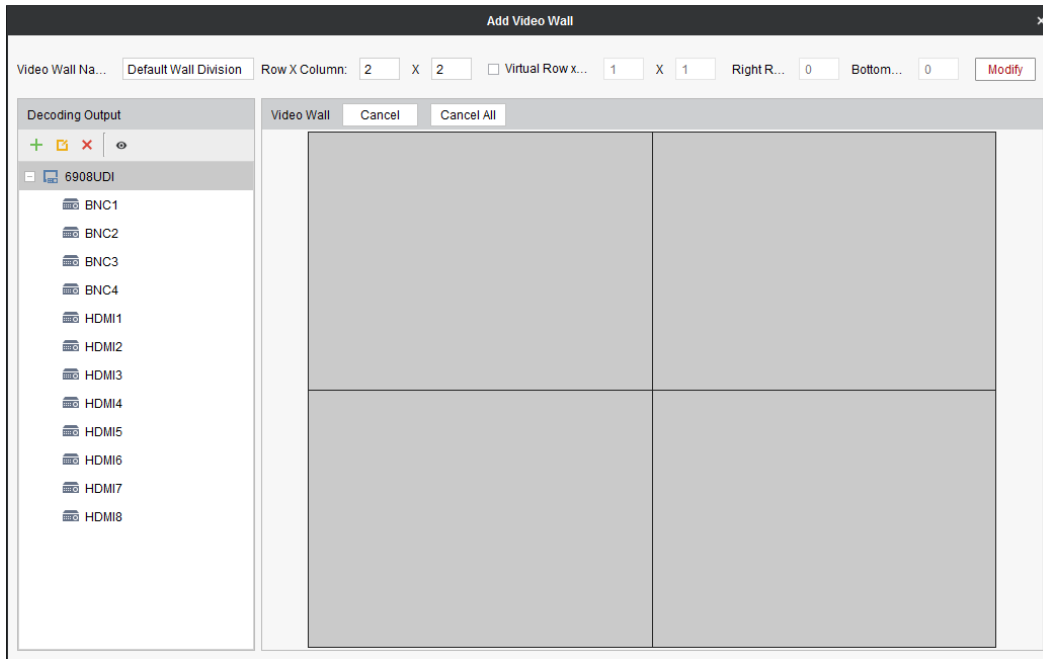 Add Video Wall
Video Wall Na... Default Wall Division Row X Column: 2 X 2 Virtual Row x... 1 X 1 Right R... 0 Bottom... 0 Modify
Decoding Output
Video Wall Cancel Cancel All
6908UDI
BNC1
BNC2
BNC3
BNC4
HDMI1
HDMI2
HDMI3
HDMI4
HDMI5
HDMI6
HDMI7
HDMI8